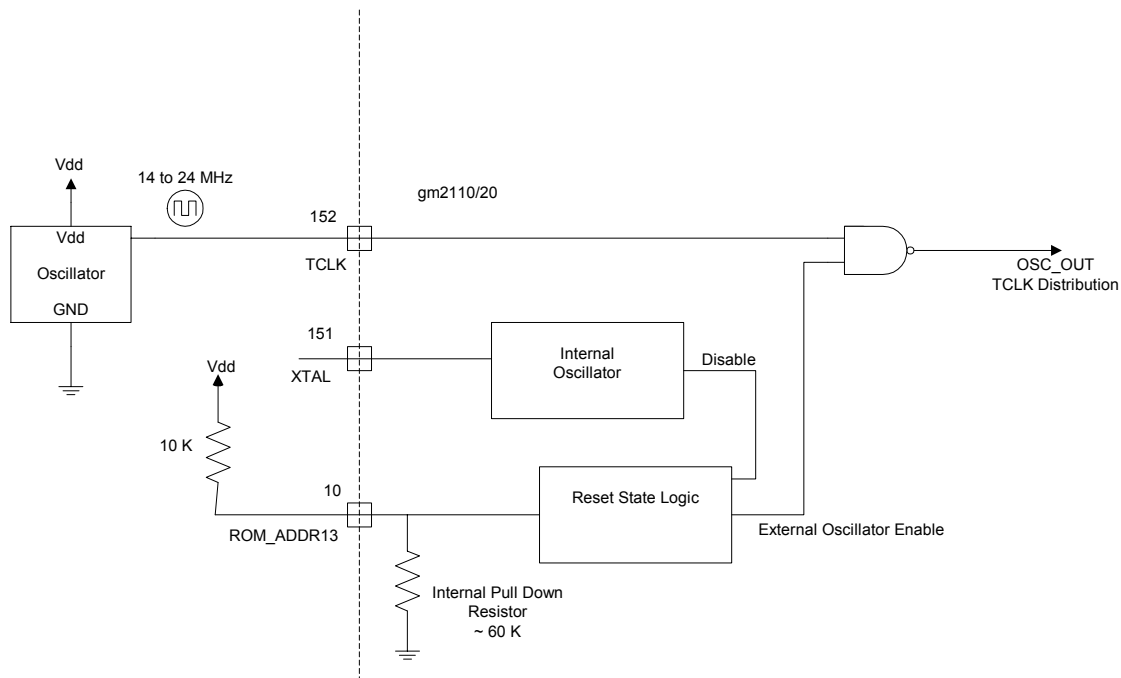 Vdd
14 to 24 MHz
gm2110/20
152
Vdd
TCLK
Oscillator
OSC_OUT
TCLK Distribution
GND
151
Internal
Oscillator
Disable
Vdd
XTAL
10 K
10
Reset State Logic
ROM_ADDR13
External Oscillator Enable
Internal Pull Down
Resistor
~ 60 K